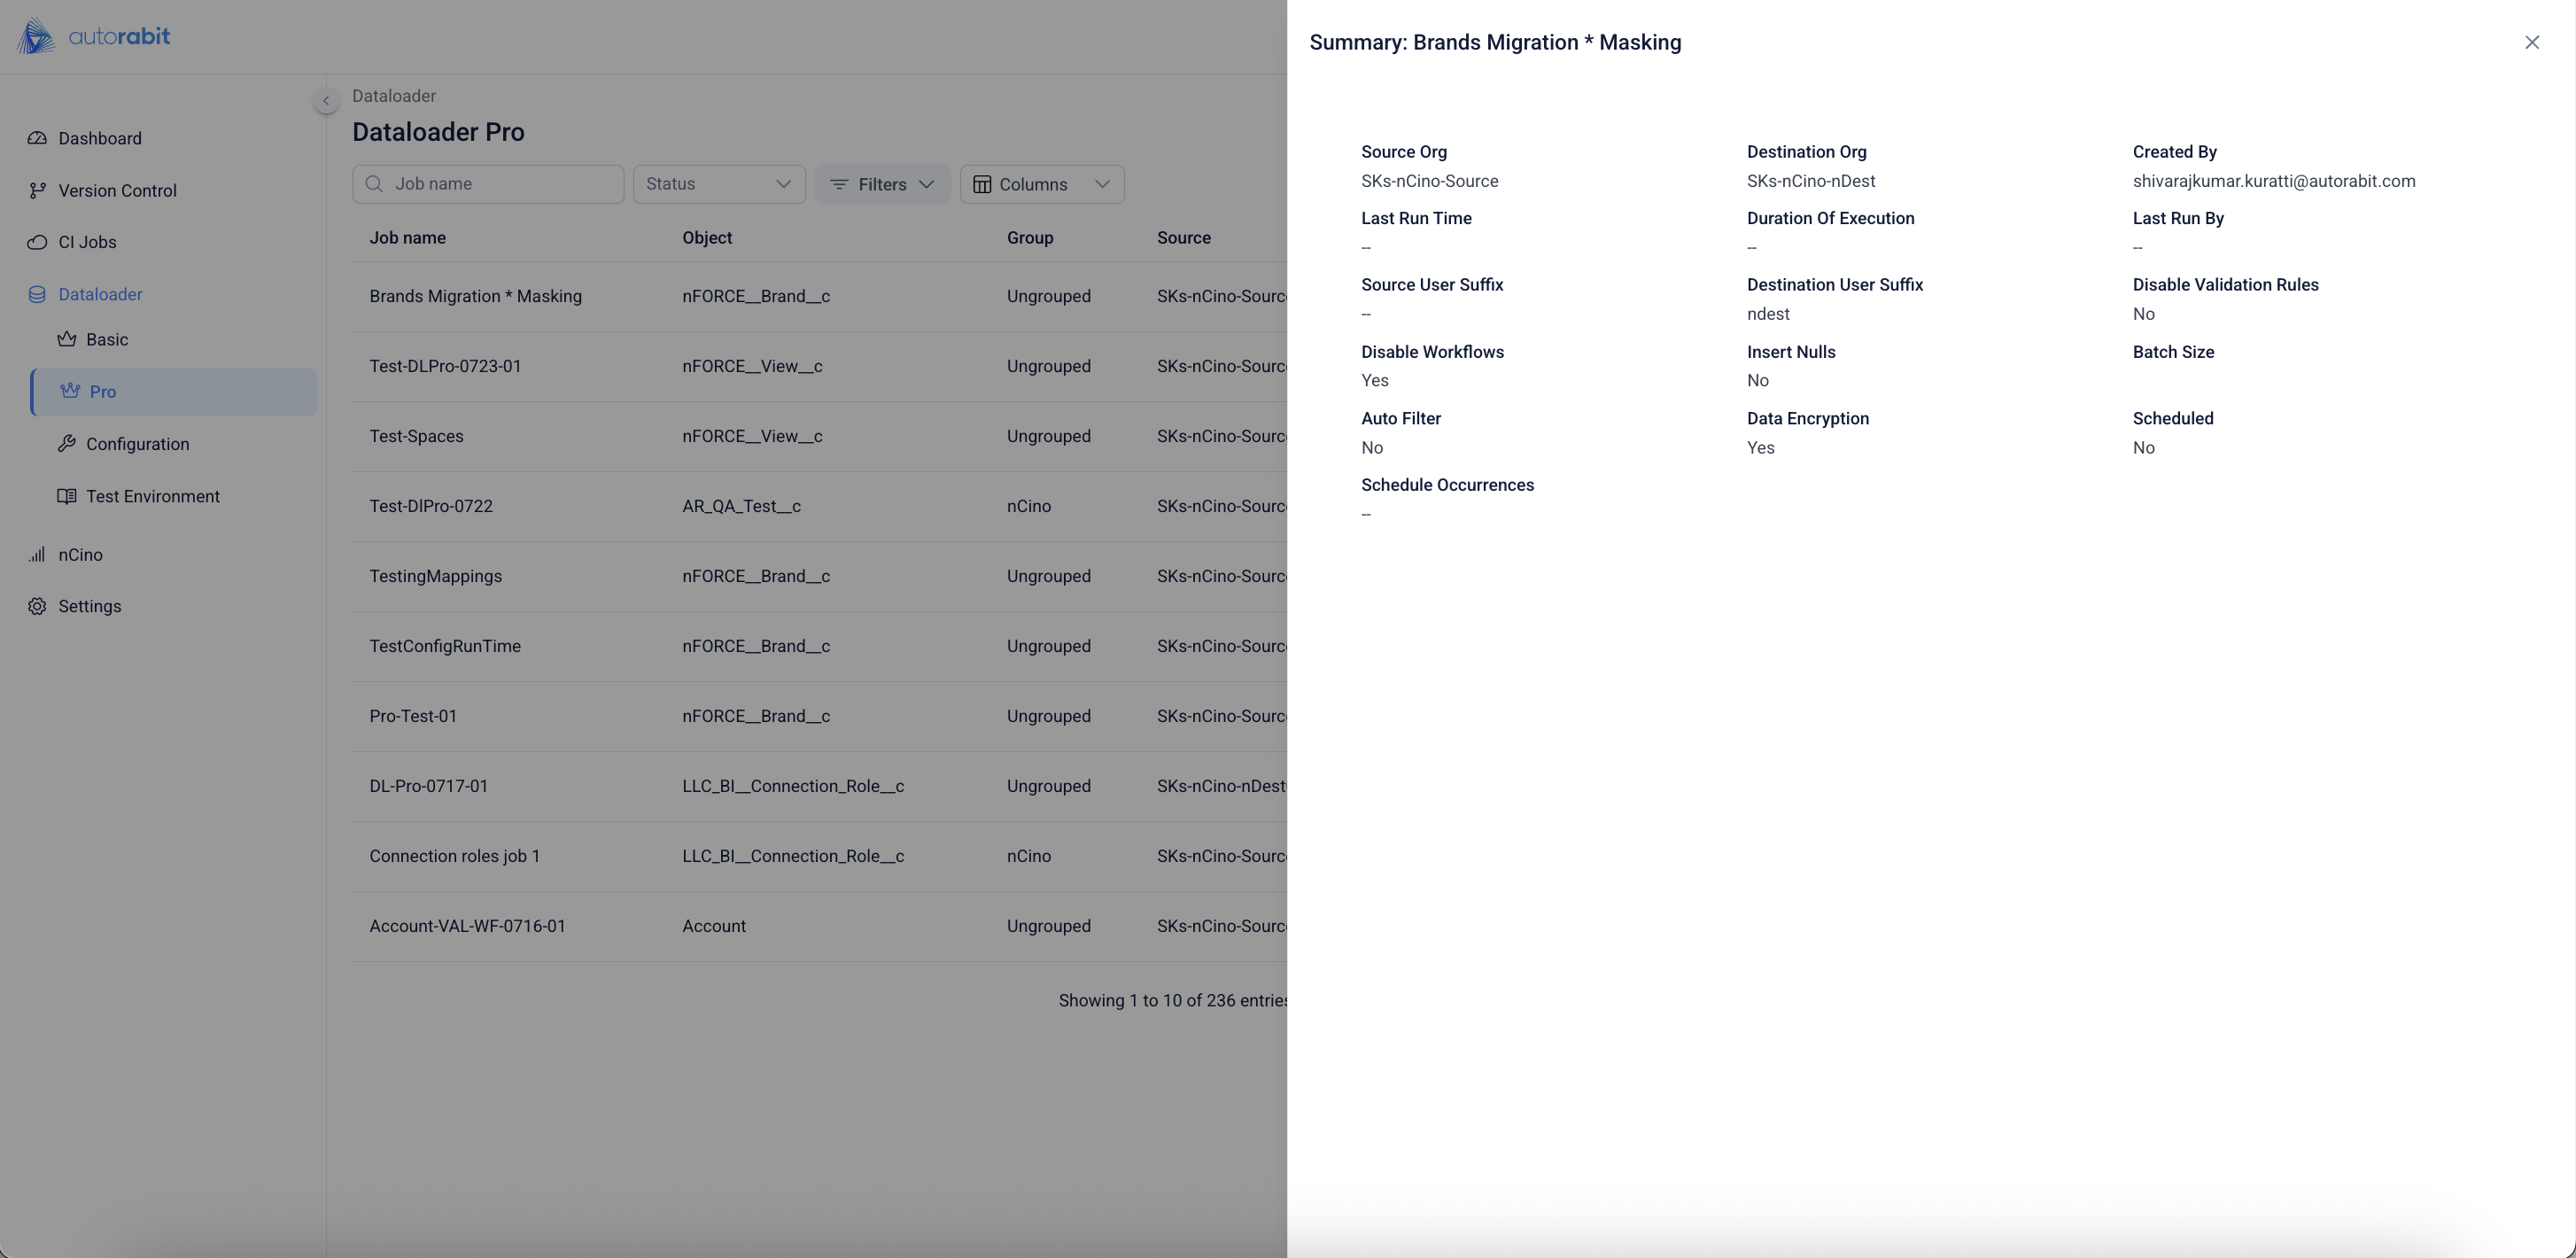 autorabit
Dashboard
Version Control
CI Jobs
Dataloader
Basic
Pro
Configuration
Test Environment
nCino
Settings
Dataloader
Dataloader Pro
Job name Status Filters Columns
Job name Object Group Source
Brands Migration * Masking nFORCE__Brand__c Ungrouped SKs-nCino-Sourc
Test-DLPro-0723-01 nFORCE__View__c Ungrouped SKs-nCino-Sourc
Test-Spaces nFORCE__View__c Ungrouped SKs-nCino-Sourc
Test-DlPro-0722 AR_QA_Test__c nCino SKs-nCino-Sourc
TestingMappings nFORCE__Brand__c Ungrouped SKs-nCino-Sourc
TestConfigRunTime nFORCE__Brand__c Ungrouped SKs-nCino-Sourc
Pro-Test-01 nFORCE__Brand__c Ungrouped SKs-nCino-Sourc
DL-Pro-0717-01 LLC_BI__Connection_Role__c Ungrouped SKs-nCino-nDest
Connection roles job 1 LLC_BI__Connection_Role__c nCino SKs-nCino-Sourc
Account-VAL-WF-0716-01 Account Ungrouped SKs-nCino-Sourc
Showing 1 to 10 of 236 entries
Summary: Brands Migration * Masking
Source Org Destination Org Created By
SKs-nCino-Source SKs-nCino-nDest shivarajkumar.kuratti@autorabit.com
Last Run Time Duration Of Execution Last Run By
-- -- --
Source User Suffix Destination User Suffix Disable Validation Rules
-- ndest No
Disable Workflows Insert Nulls Batch Size
Yes No
Auto Filter Data Encryption Scheduled
No Yes No
Schedule Occurrences
--